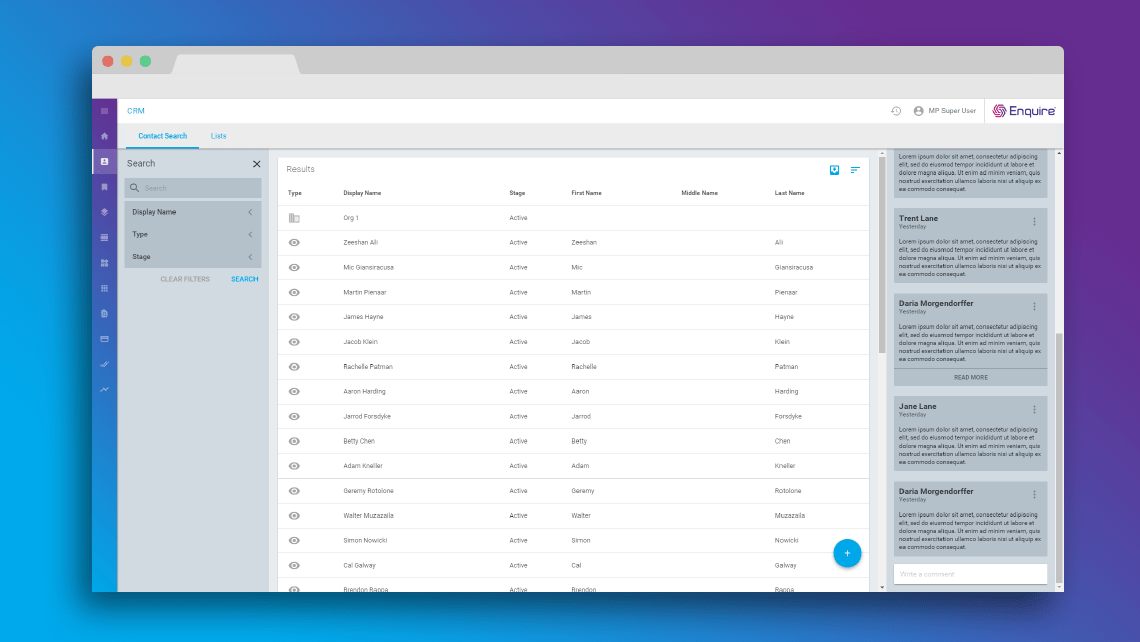 CRM
MP Super User
Enquire
Contact Search Lists
Search
Search
Display Name
Type
Stage
CLEAR FILTERS SEARCH
Results
Type Display Name Stage First Name Middle Name Last Name
Org 1 Active
Zeeshan Ali Active Zeeshan Ali
Mic Giansiracusa Active Mic Giansiracusa
Martin Pienaar Active Martin Pienaar
James Hayne Active James Hayne
Jacob Klein Active Jacob Klein
Rachelle Patman Active Rachelle Patman
Aaron Harding Active Aaron Harding
Jarrod Forsdyke Active Jarrod Forsdyke
Betty Chen Active Betty Chen
Adam Kneller Active Adam Kneller
Geremy Rotolone Active Geremy Rotolone
Walter Muzazaila Active Walter Muzazaila
Simon Nowicki Active Simon Nowicki
Cal Galway Active Cal Galway
Brendon Rappa Active Brendon Rappa
Lorem ipsum dolor sit amet, consectetur adipiscing
elit, sed do eiusmod tempor incididunt ut labore et
dolore magna aliqua. Ut enim ad minim veniam, quis
nostrud exercitation ullamco laboris nisi ut aliquip ex
ea commodo consequat.
Trent Lane
Yesterday
Lorem ipsum dolor sit amet, consectetur adipiscing
elit, sed do eiusmod tempor incididunt ut labore et
dolore magna aliqua. Ut enim ad minim veniam, quis
nostrud exercitation ullamco laboris nisi ut aliquip ex
ea commodo consequat.
Daria Morgendorffer
Yesterday
Lorem ipsum dolor sit amet, consectetur adipiscing
elit, sed do eiusmod tempor incididunt ut labore et
dolore magna aliqua. Ut enim ad minim veniam, quis
nostrud exercitation ullamco laboris nisi ut aliquip ex
ea commodo consequat.
READ MORE
Jane Lane
Yesterday
Lorem ipsum dolor sit amet, consectetur adipiscing
elit, sed do eiusmod tempor incididunt ut labore et
dolore magna aliqua. Ut enim ad minim veniam, quis
nostrud exercitation ullamco laboris nisi ut aliquip ex
ea commodo consequat.
Daria Morgendorffer
Yesterday
Lorem ipsum dolor sit amet, consectetur adipiscing
elit, sed do eiusmod tempor incididunt ut labore et
dolore magna aliqua. Ut enim ad minim veniam, quis
nostrud exercitation ullamco laboris nisi ut aliquip ex
ea commodo consequat.
Write a comment